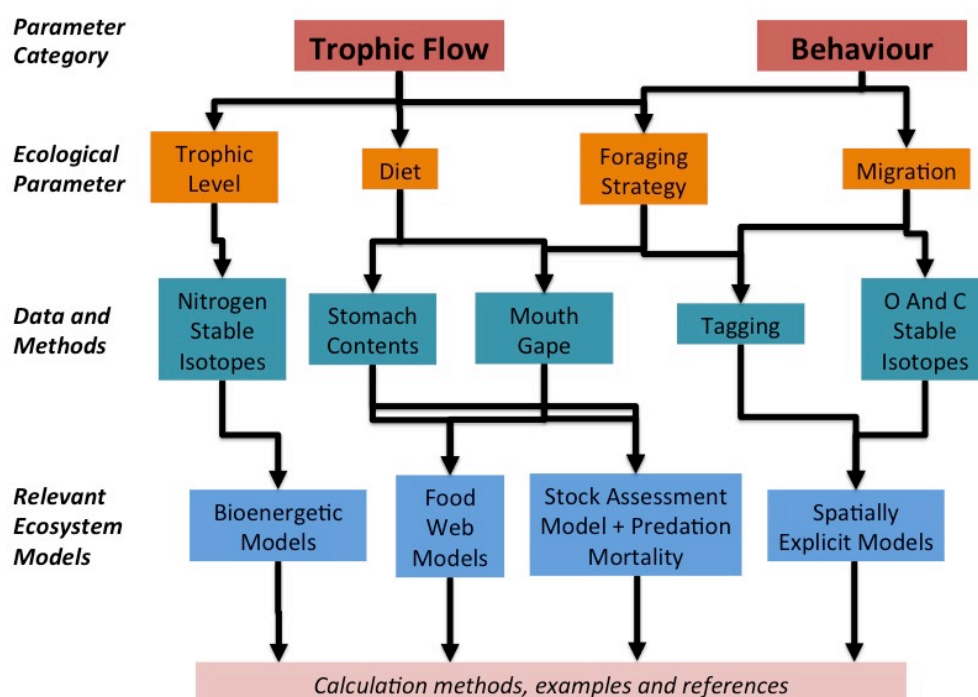 Parameter
Category
Trophic Flow
Behaviour
Ecological
Parameter
Trophic
Level
Diet
Foraging
Strategy
Migration
Data and
Methods
Nitrogen
Stable
Isotopes
Stomach
Contents
Mouth
Gape
Tagging
O And C
Stable
Isotopes
Relevant
Ecosystem
Models
Bioenergetic
Models
Food
Web
Models
Stock Assessment
Model + Predation
Mortality
Spatially
Explicit Models
Calculation methods, examples and references